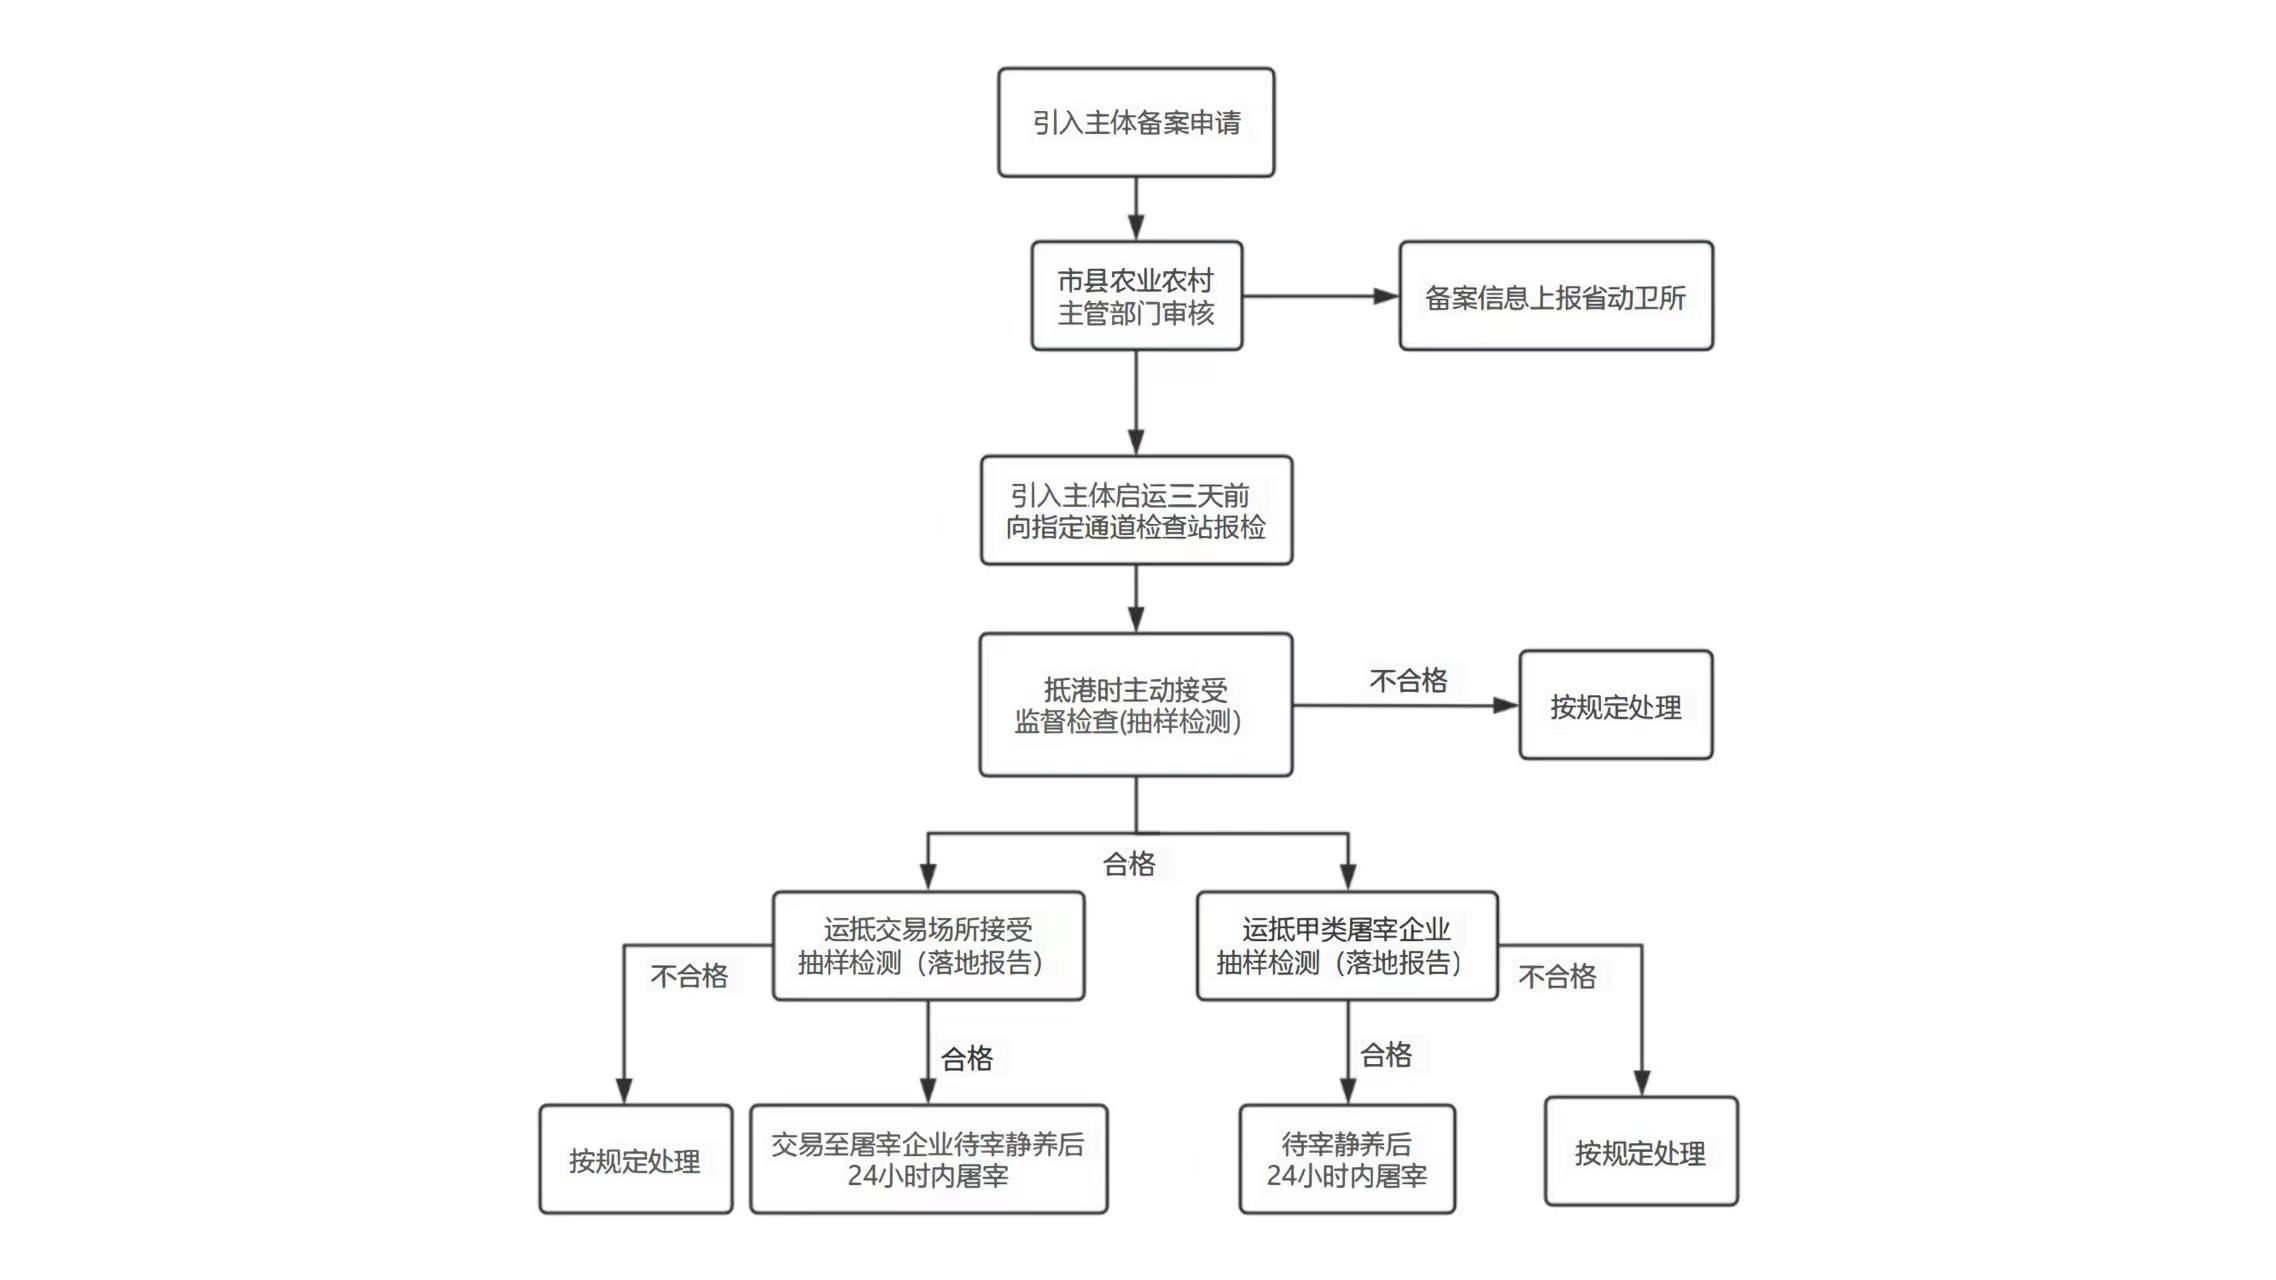 引入主体备案申请
市县农业农村
主管部门审核
备案信息上报省动卫所
引入主体启运三天前
向指定通道检查站报检
抵港时主动接受
监督检查(抽样检测）
不合格
按规定处理
合格
运抵交易场所接受
抽样检测（落地报告）
运抵甲类屠宰企业
抽样检测（落地报告）
不合格
不合格
合格
合格
按规定处理
交易至屠宰企业待宰静养后
24小时内屠宰
待宰静养后
24小时内屠宰
按规定处理